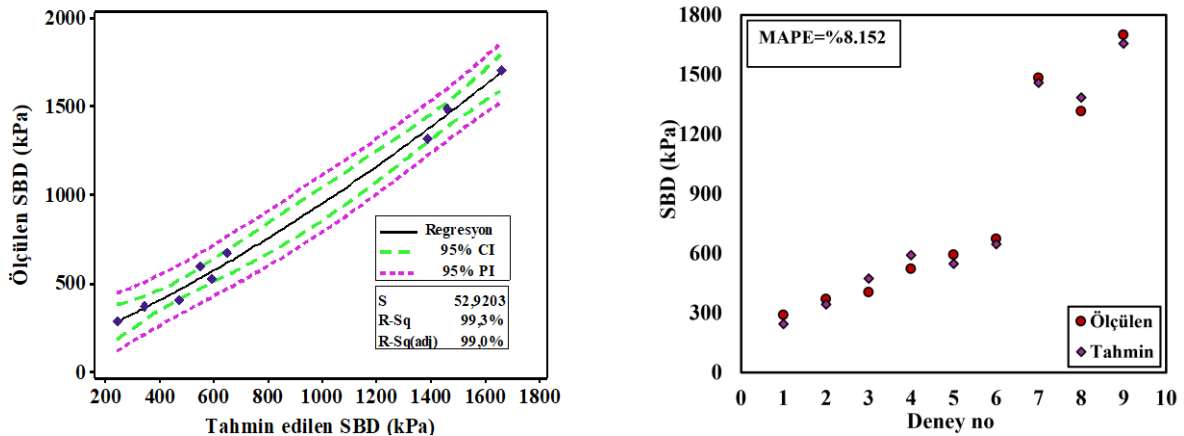 2000
1500
1000
500
0
Ölçülen SBD (kPa)
Regresyon
95% CI
95% PI
S 52,9203
R-Sq 99,3%
R-Sq(adj) 99,0%
200 400 600 800 1000 1200 1400 1600 1800
Tahmin edilen SBD (kPa)
1800
1500
1200
900
600
300
0
SBD (kPa)
MAPE=%8.152
Ölçülen
Tahmin
0 1 2 3 4 5 6 7 8 9 10
Deney no